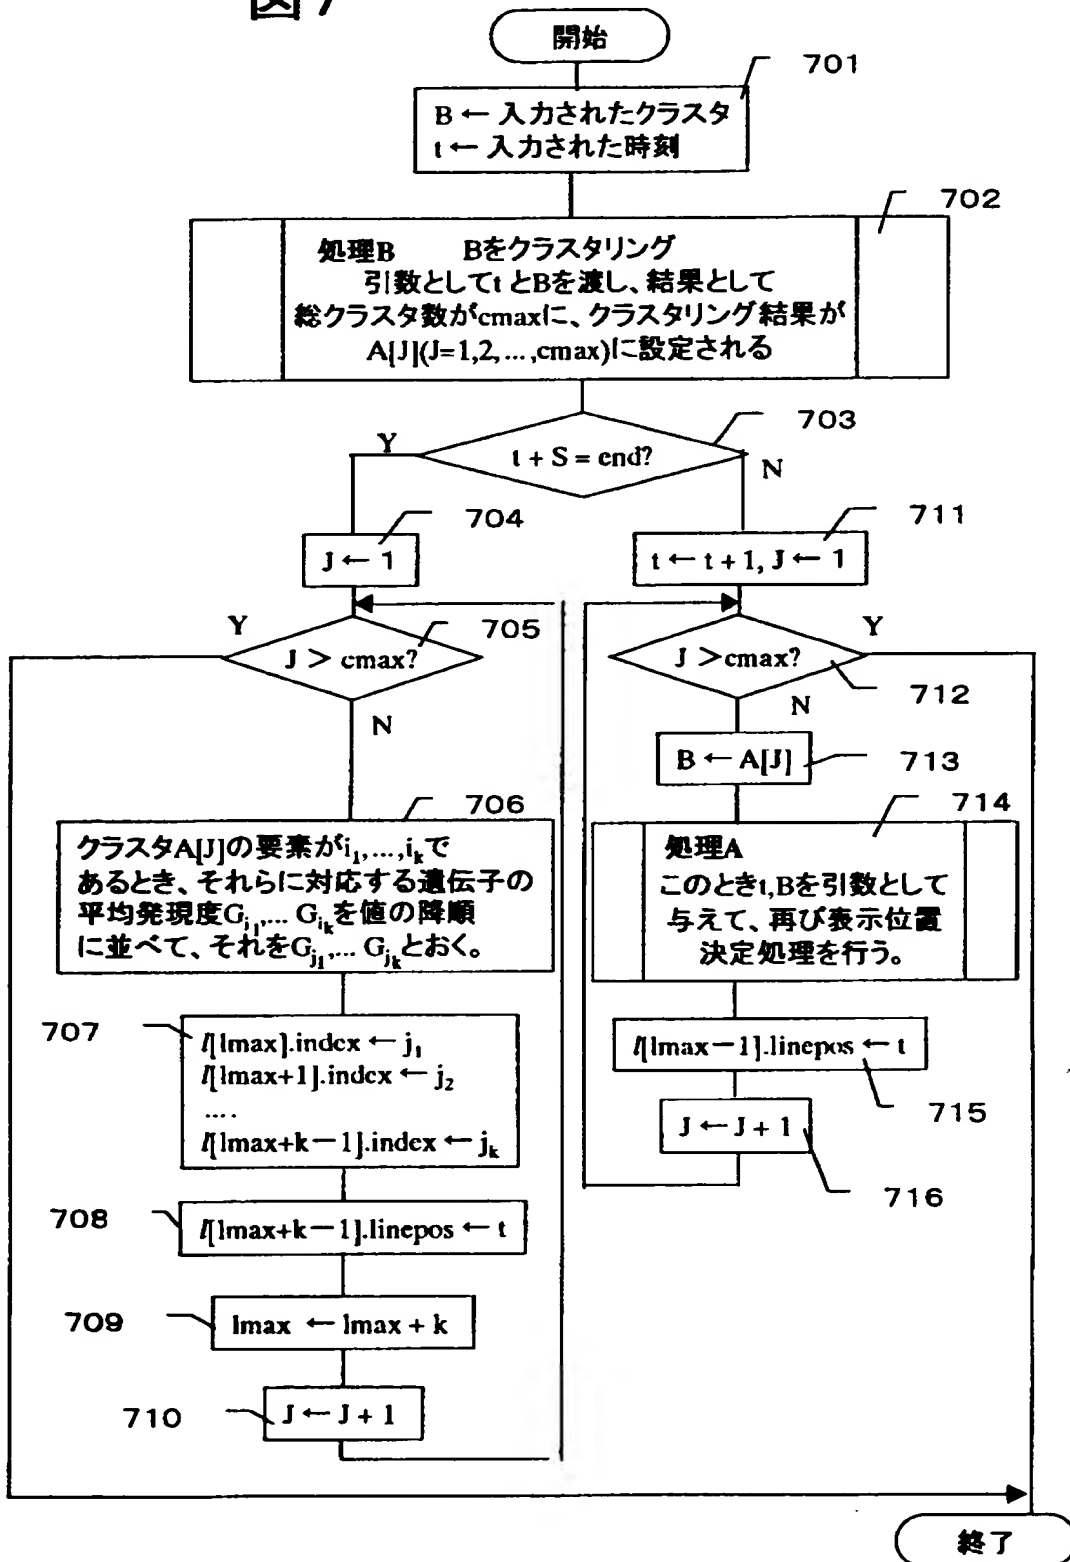 図7
開始
701
B ← 入力されたクラスタ
t ← 入力された時刻
702
処理B Bをクラスタリング
引数としてt とBを渡し、結果として
総クラスタ数がcmaxに、クラスタリング結果が
A[J](J=1,2,...,cmax)に設定される
703
t + S = end?
Y
N
704
J ← 1
711
t ← t + 1, J ← 1
Y
705
J > cmax?
N
Y
J >cmax?
712
N
B ← A[J]
713
706
クラスタA[J]の要素がi1,...,ikで
あるとき、それらに対応する遺伝子の
平均発現度Gi1,... Gikを値の降順
に並べて、それをGj1,... Gjkとおく。
714
処理A
このときt,Bを引数として
与えて、再び表示位置
決定処理を行う。
707
l[lmax].index ← j1
l[lmax+1].index ← j2
....
l[lmax+k−1].index ← jk
l[lmax−1].linepos ← t
715
J ← J + 1
716
708
l[lmax+k−1].linepos ← t
709
lmax ← lmax + k
710
J ← J + 1
終了